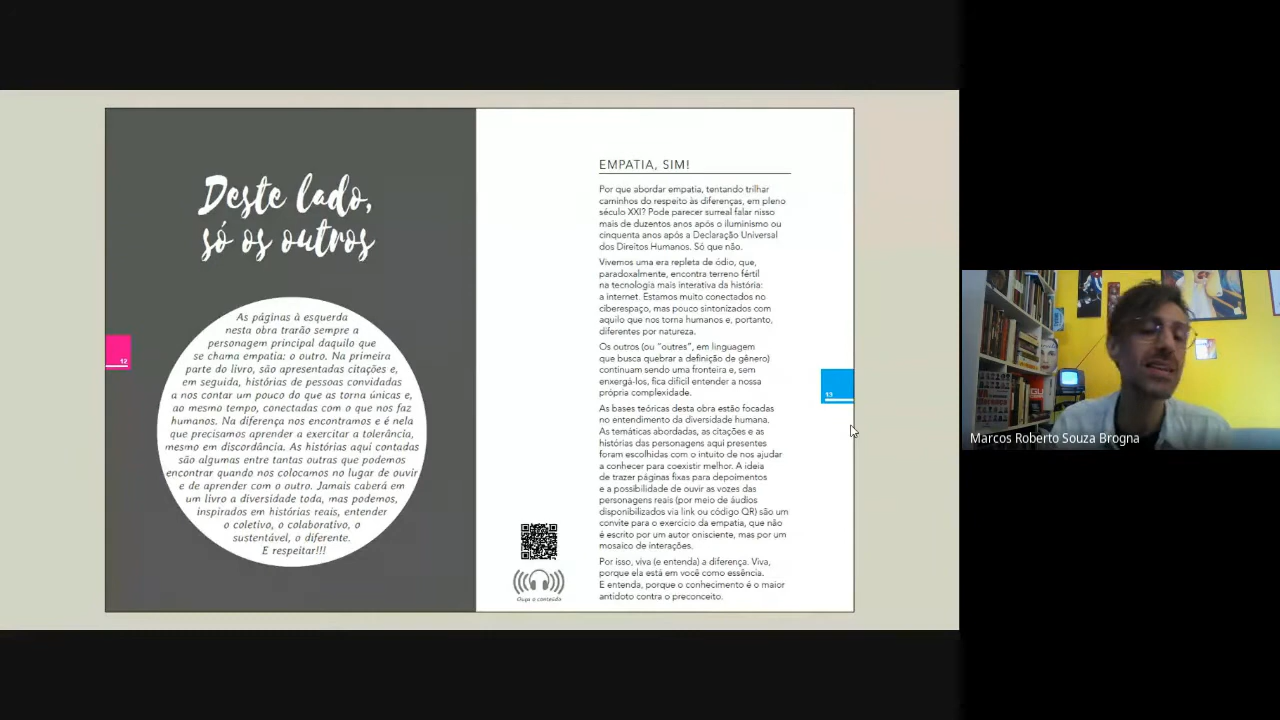 Deste lado,
só os outros
As páginas à esquerda
nesta obra trarão sempre a
personagem principal daquilo que
se chama empatia: o outro. Na primeira
parte do livro, são apresentadas citações e,
em seguida, histórias de pessoas convidadas
a nos contar um pouco do que as torna únicas e,
ao mesmo tempo, conectadas com o que nos faz
humanos. Na diferença nos encontramos e é nela
que precisamos aprender a exercitar a tolerância,
mesmo em discordância. As histórias aqui contadas
são algumas entre tantas outras que podemos
encontrar quando nos colocamos no lugar de ouvir
e de aprender com o outro. Jamais caberá em
um livro a diversidade toda, mas podemos,
inspirados em histórias reais, entender
o coletivo, o colaborativo, o
sustentável, o diferente.
E respeitar!!!
12
EMPATIA, SIM!
Por que abordar empatia, tentando trilhar
caminhos do respeito às diferenças, em pleno
século XXI? Pode parecer surreal falar nisso
mais de duzentos anos após o iluminismo ou
cinquenta anos após a Declaração Universal
dos Direitos Humanos. Só que não.
Vivemos uma era repleta de ódio, que,
paradoxalmente, encontra terreno fértil
na tecnologia mais interativa da história:
a internet. Estamos muito conectados no
ciberespaço, mas pouco sintonizados com
aquilo que nos torna humanos e, portanto,
diferentes por natureza.
Os outros (ou "outres", em linguagem
que busca quebrar a definição de gênero)
continuam sendo uma fronteira e, sem
enxergá-los, fica difícil entender a nossa
própria complexidade.
As bases teóricas desta obra estão focadas
no entendimento da diversidade humana.
As temáticas abordadas, as citações e as
histórias das personagens aqui presentes
foram escolhidas com o intuito de nos ajudar
a conhecer para coexistir melhor. A ideia
de trazer páginas fixas para depoimentos
e a possibilidade de ouvir as vozes das
personagens reais (por meio de áudios
disponibilizados via link ou código QR) são um
convite para o exercício da empatia, que não
é escrito por um autor onisciente, mas por um
mosaico de interações.
Por isso, viva (e entenda) a diferença. Viva,
porque ela está em você como essência.
E entenda, porque o conhecimento é o maior
antídoto contra o preconceito.
Ouça o conteúdo
13
Marcos Roberto Souza Brogna